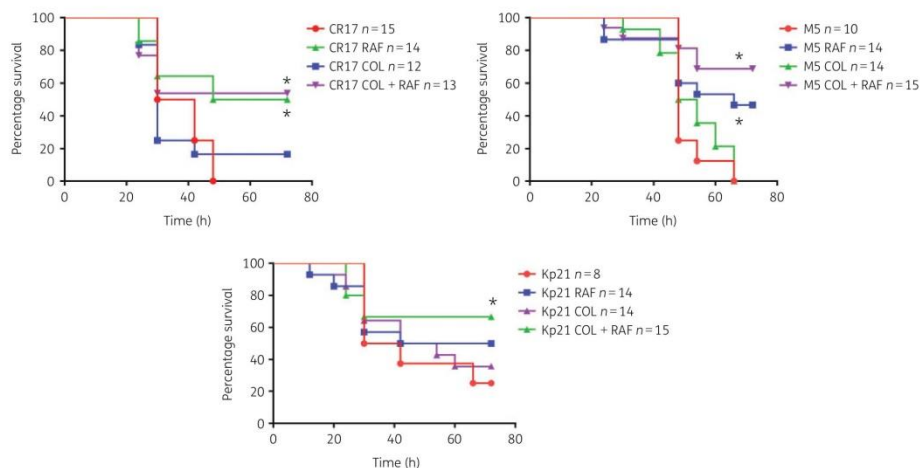 100
80
60
40
20
0
Percentage survival
0 20 40 60 80
Time (h)
*
*
CR17 n = 15
CR17 RAF n = 14
CR17 COL n = 12
CR17 COL + RAF n = 13
100
80
60
40
20
0
Percentage survival
0 20 40 60 80
Time (h)
*
*
M5 n = 10
M5 RAF n = 14
M5 COL n = 14
M5 COL + RAF n = 15
100
80
60
40
20
0
Percentage survival
0 20 40 60 80
Time (h)
*
Kp21 n = 8
Kp21 RAF n = 14
Kp21 COL n = 14
Kp21 COL + RAF n = 15